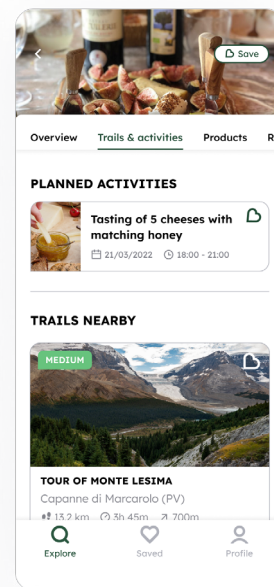 Save
Overview Trails & activities Products R
PLANNED ACTIVITIES
Tasting of 5 cheeses with
matching honey
21/03/2022 18:00 - 21:00
TRAILS NEARBY
MEDIUM
TOUR OF MONTE LESIMA
Capanne di Marcarolo (PV)
13,2 km 3h 45m 700m
Explore Saved Profile